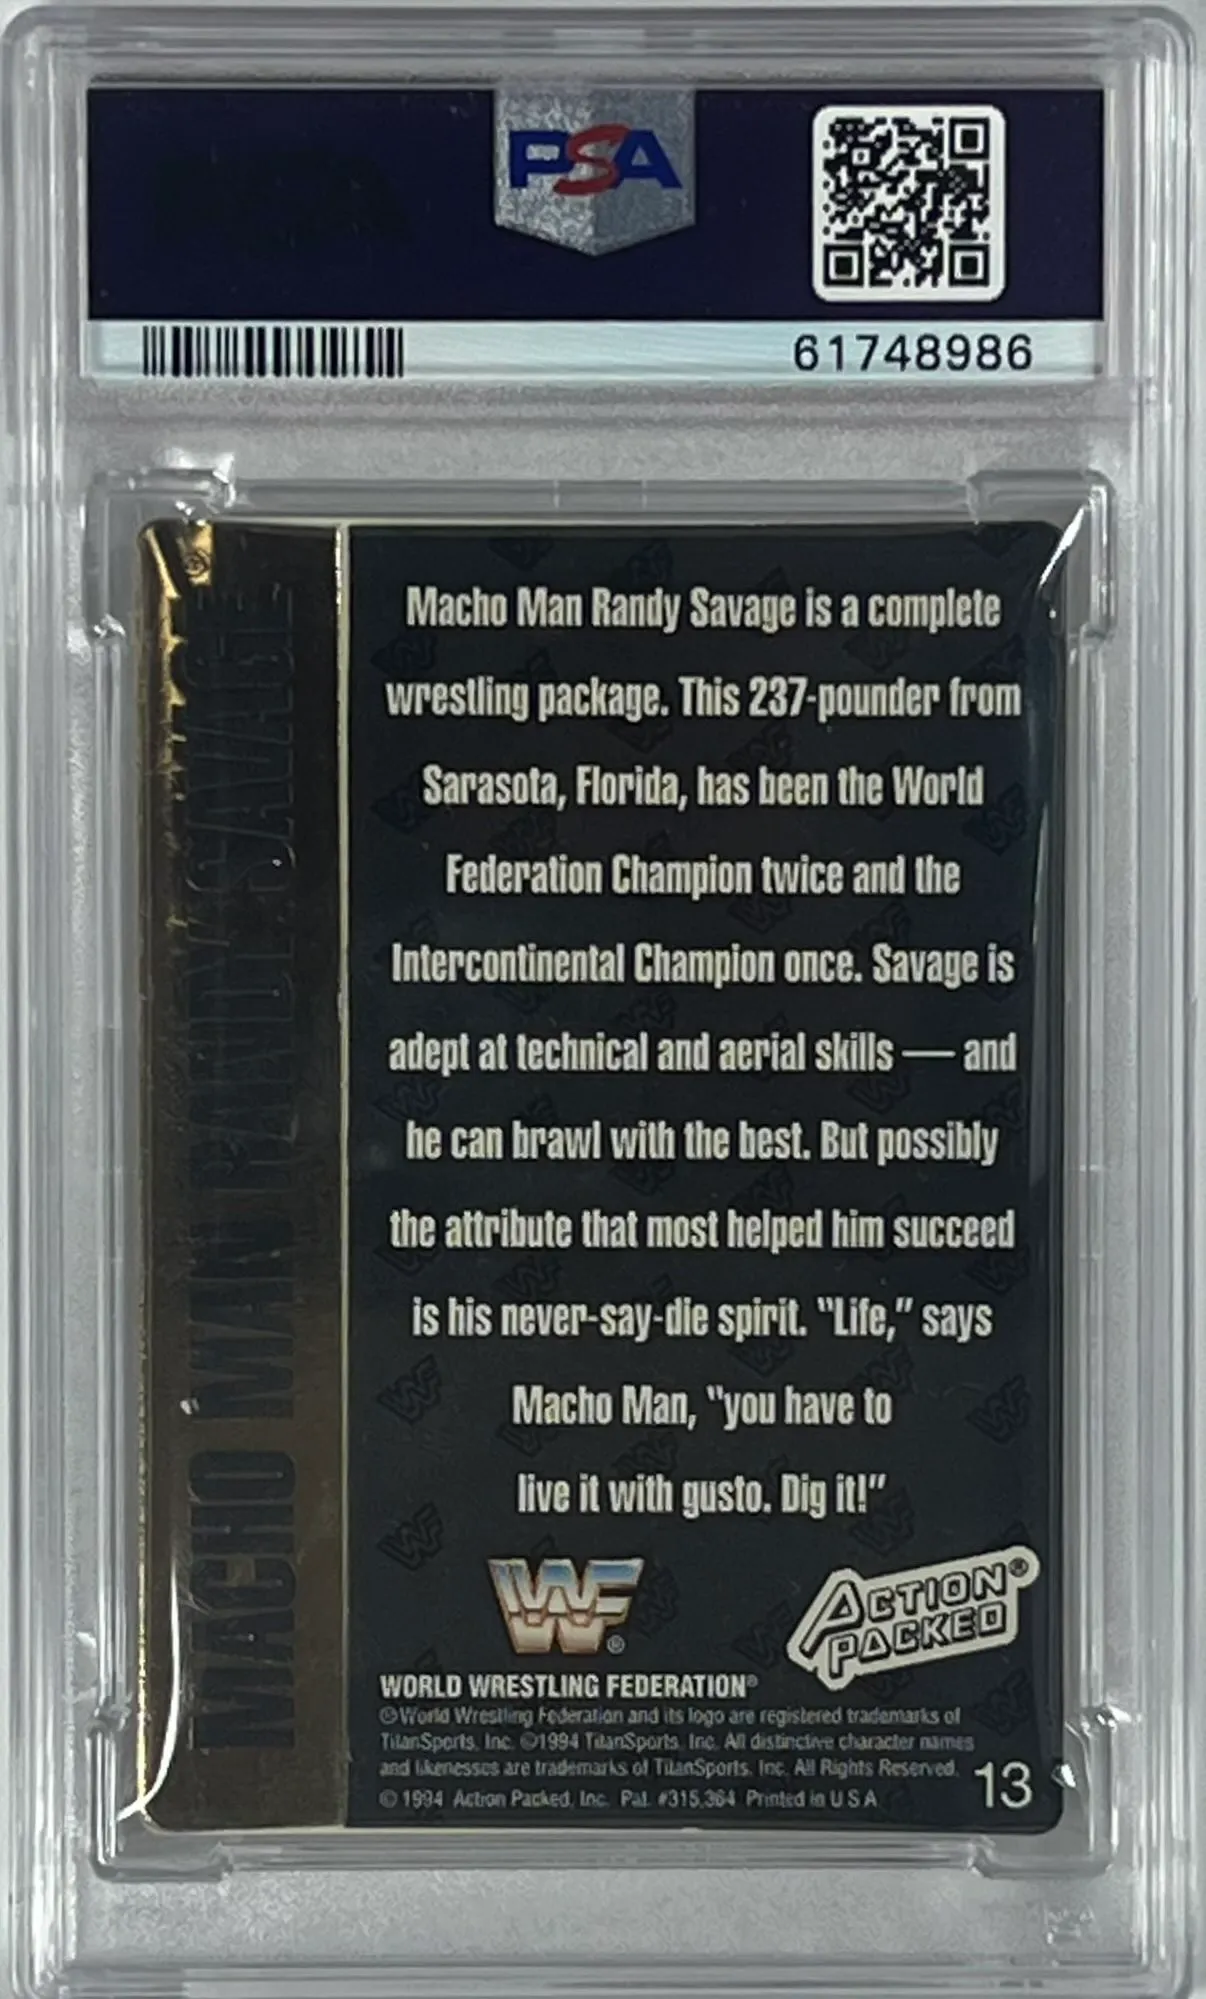 PSA
61748986
MACHO MAN RANDY SAVAGE
Macho Man Randy Savage is a complete
wrestling package. This 237-pounder from
Sarasota, Florida, has been the World
Federation Champion twice and the
Intercontinental Champion once. Savage is
adept at technical and aerial skills — and
he can brawl with the best. But possibly
the attribute that most helped him succeed
is his never-say-die spirit. “Life,” says
Macho Man, “you have to
live it with gusto. Dig it!”
WF®
ACTION PACKED®
WORLD WRESTLING FEDERATION®
©World Wrestling Federation and its logo are registered trademarks of
TitanSports, Inc. ©1994 TitanSports, Inc. All distinctive character names
and likenesses are trademarks of TitanSports, Inc. All Rights Reserved.
© 1994 Action Packed, Inc. Pat. #315,364 Printed in U S A
13